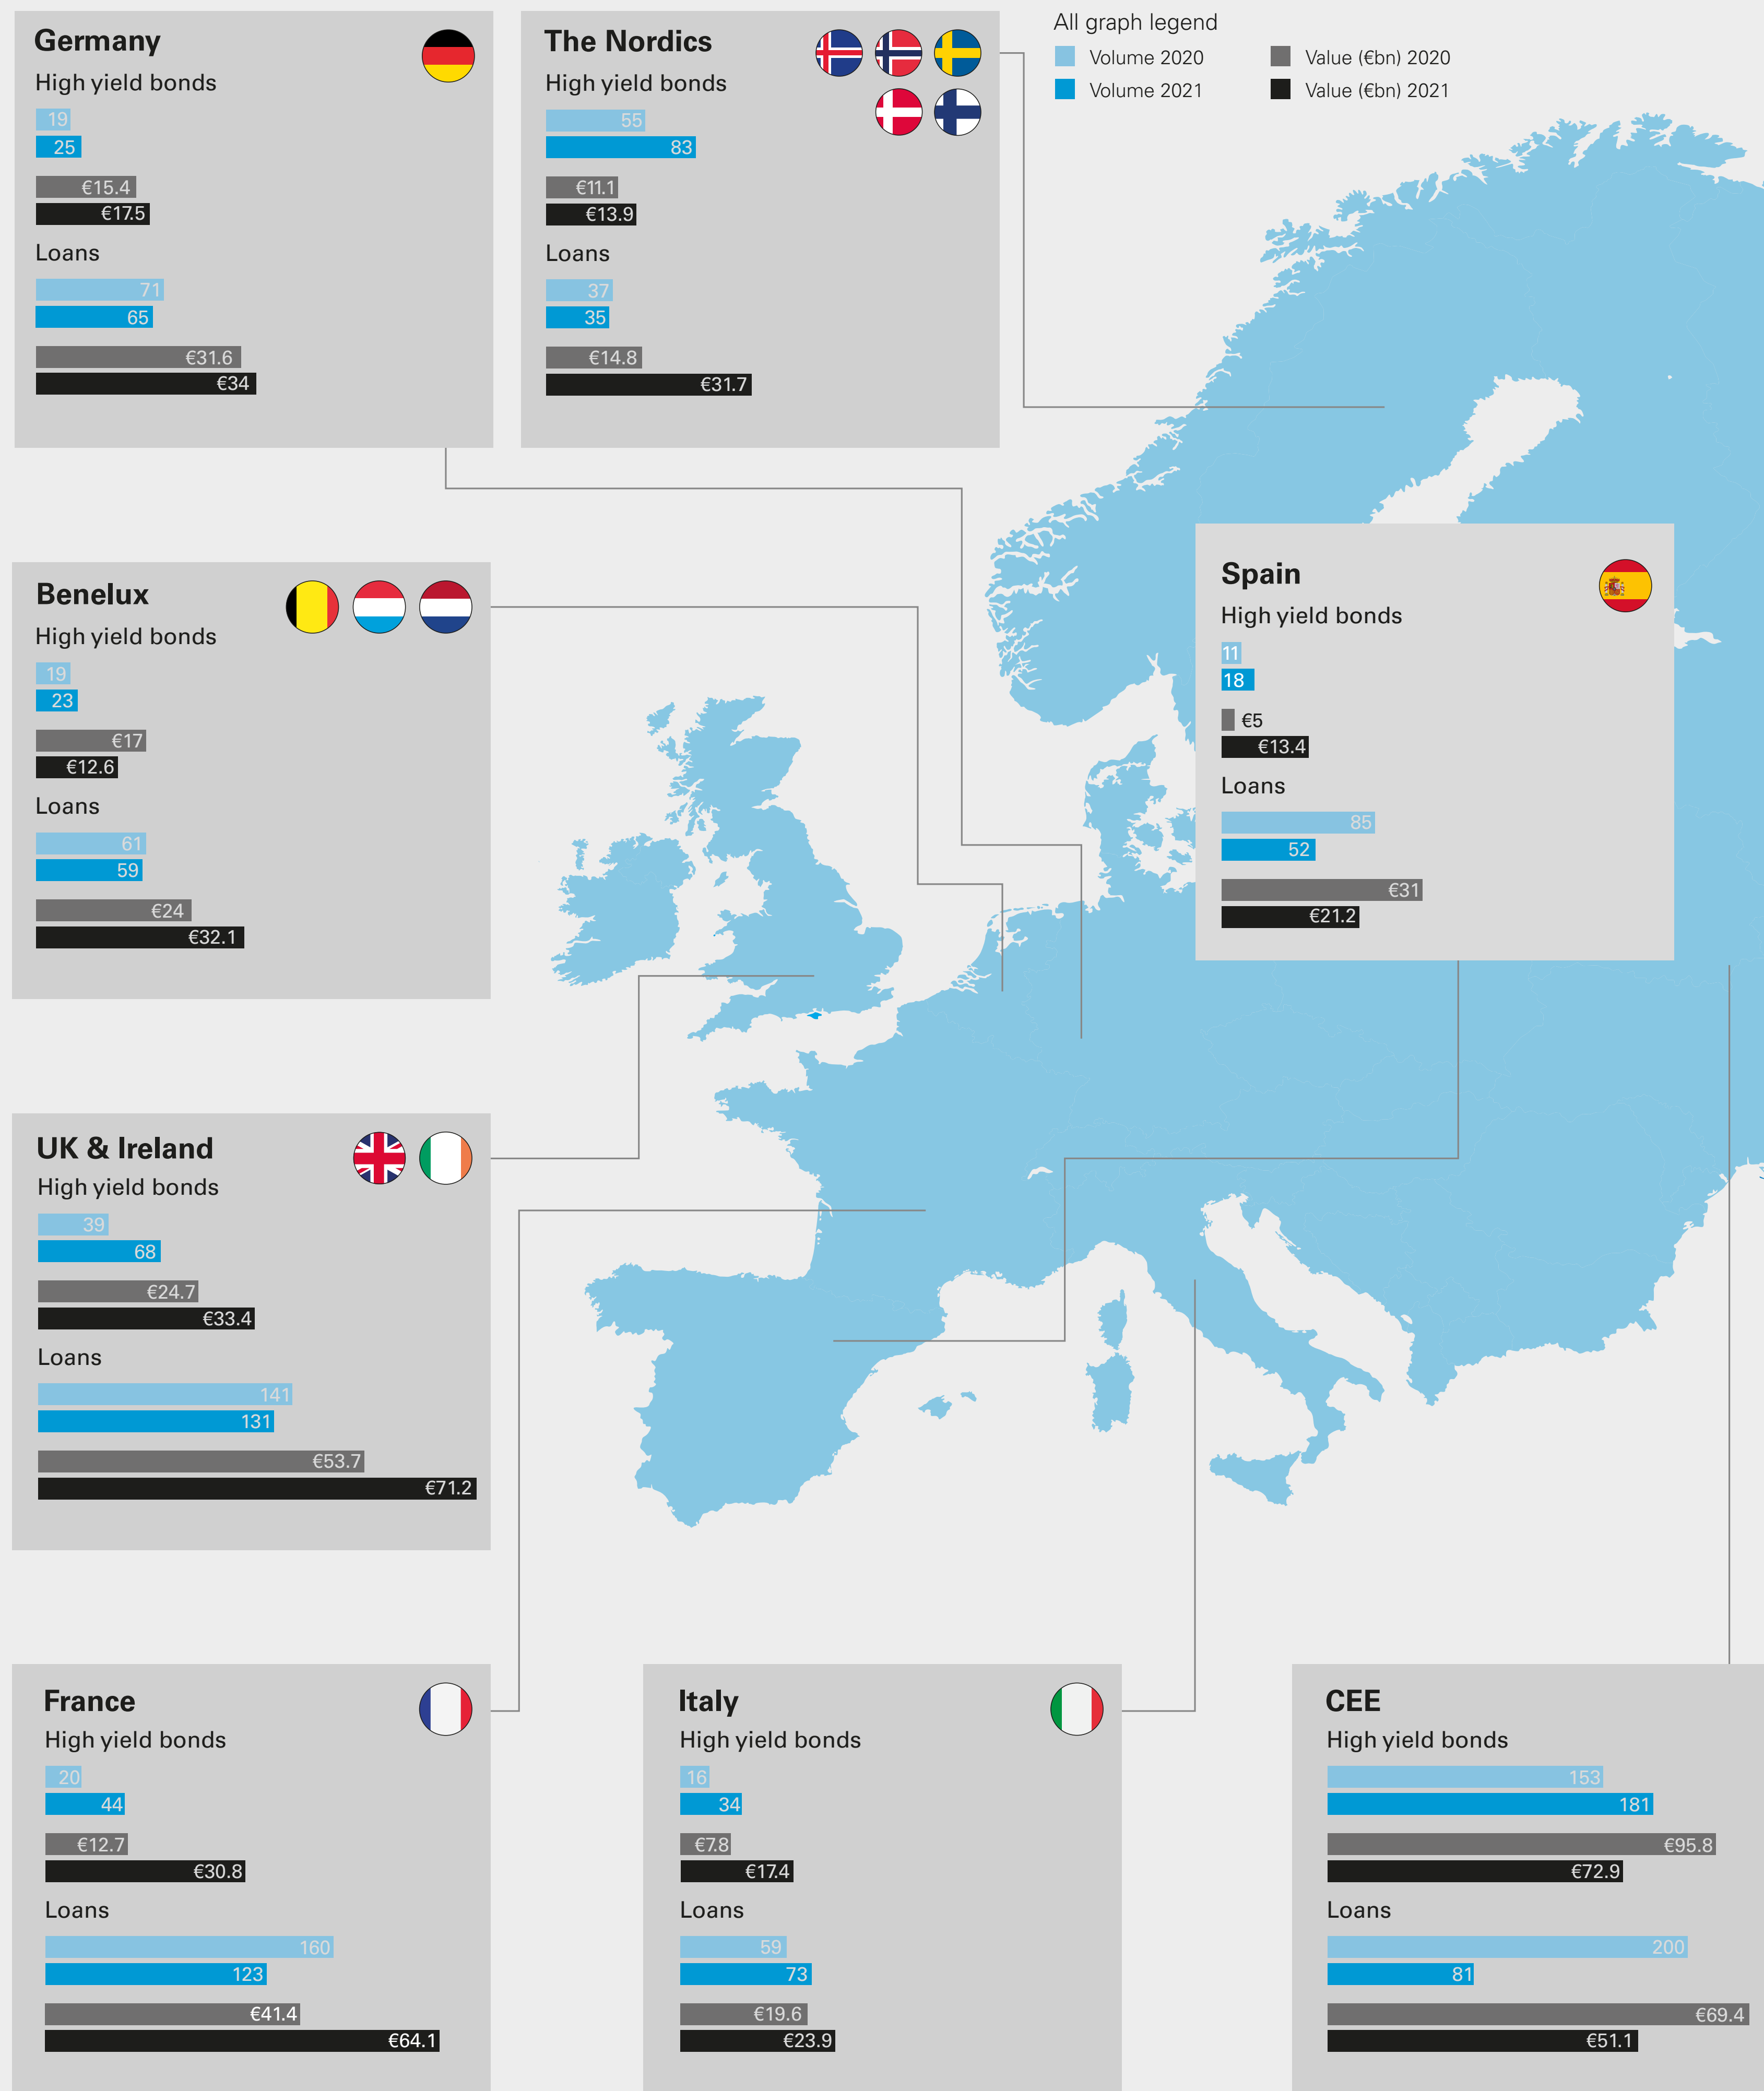 Germany
High yield bonds
19
25
€15.4
€17.5
Loans
71
65
€31.6
€34
The Nordics
High yield bonds
55
83
€11.1
€13.9
Loans
37
35
€14.8
€31.7
All graph legend
Volume 2020
Value (€bn) 2020
Volume 2021
Value (€bn) 2021
Benelux
High yield bonds
19
23
€17
€12.6
Loans
61
59
€24
€32.1
Spain
High yield bonds
11
18
€5
€13.4
Loans
85
52
€31
€21.2
UK & Ireland
High yield bonds
39
68
€24.7
€33.4
Loans
141
131
€53.7
€71.2
France
High yield bonds
20
44
€12.7
€30.8
Loans
160
123
€41.4
€64.1
Italy
High yield bonds
16
34
€7.8
€17.4
Loans
59
73
€19.6
€23.9
CEE
High yield bonds
153
181
€95.8
€72.9
Loans
200
81
€69.4
€51.1